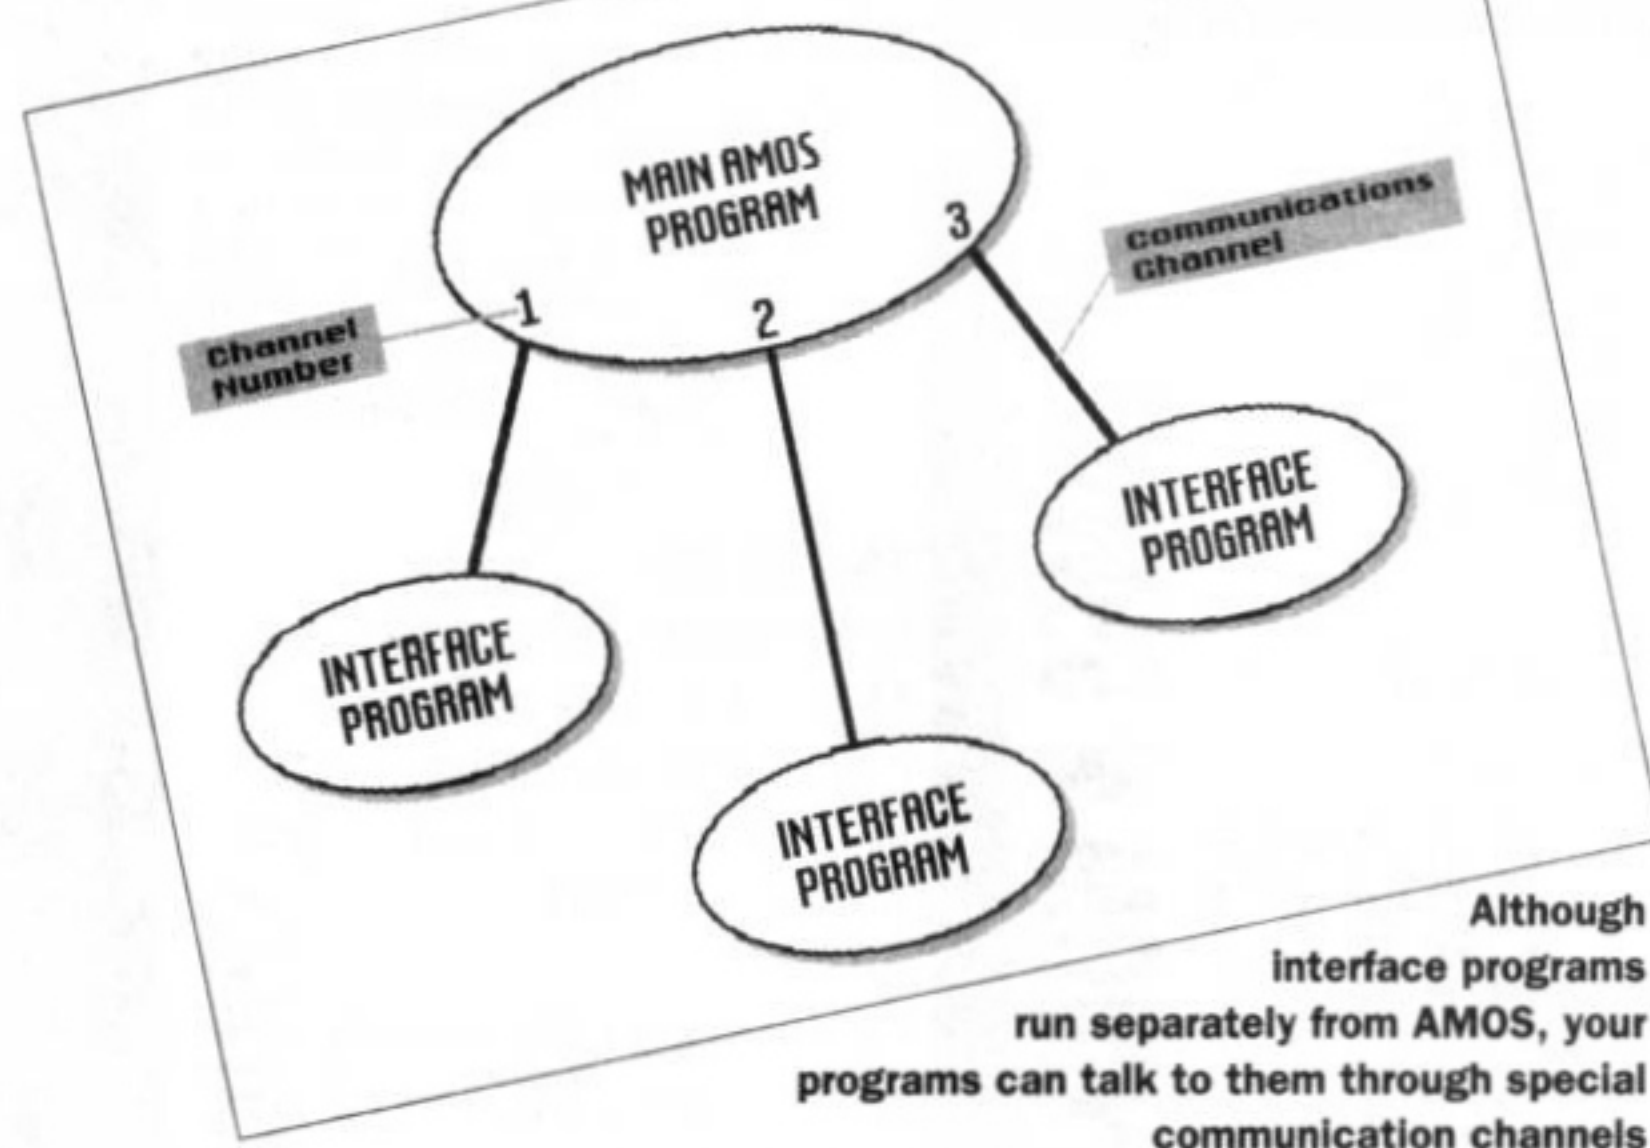 MAIN AMOS
PROGRAM
1
2
3
Communications
Channel
Channel
Number
INTERFACE
PROGRAM
INTERFACE
PROGRAM
INTERFACE
PROGRAM
Although
interface programs
run separately from AMOS, your
programs can talk to them through special
communication channels